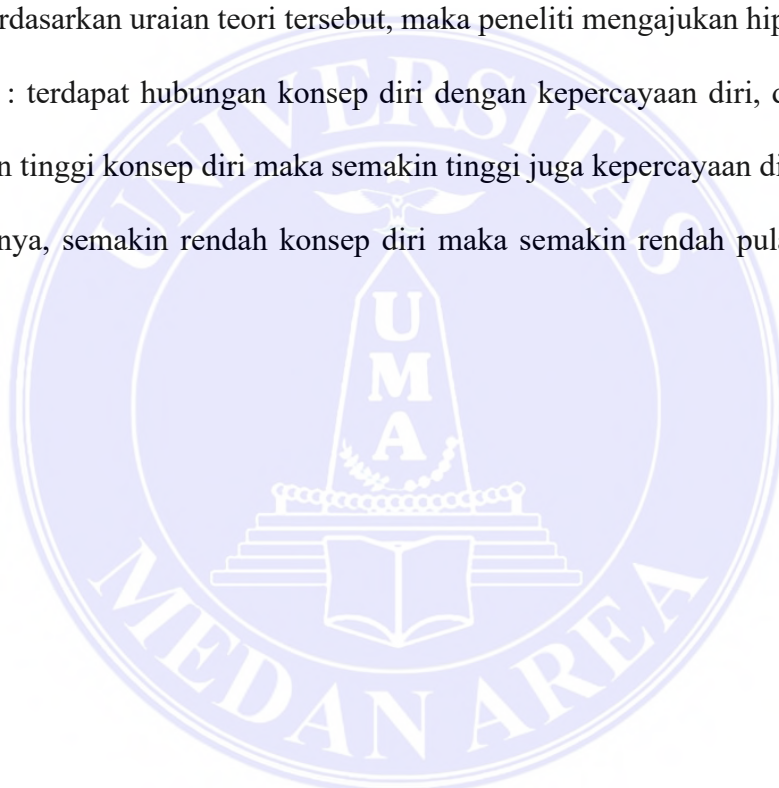 rdasarkan uraian teori tersebut, maka peneliti mengajukan hip
: terdapat hubungan konsep diri dengan kepercayaan diri, d
n tinggi konsep diri maka semakin tinggi juga kepercayaan di
nya, semakin rendah konsep diri maka semakin rendah pula
UNIVERSITAS
UMA
MEDAN AREA